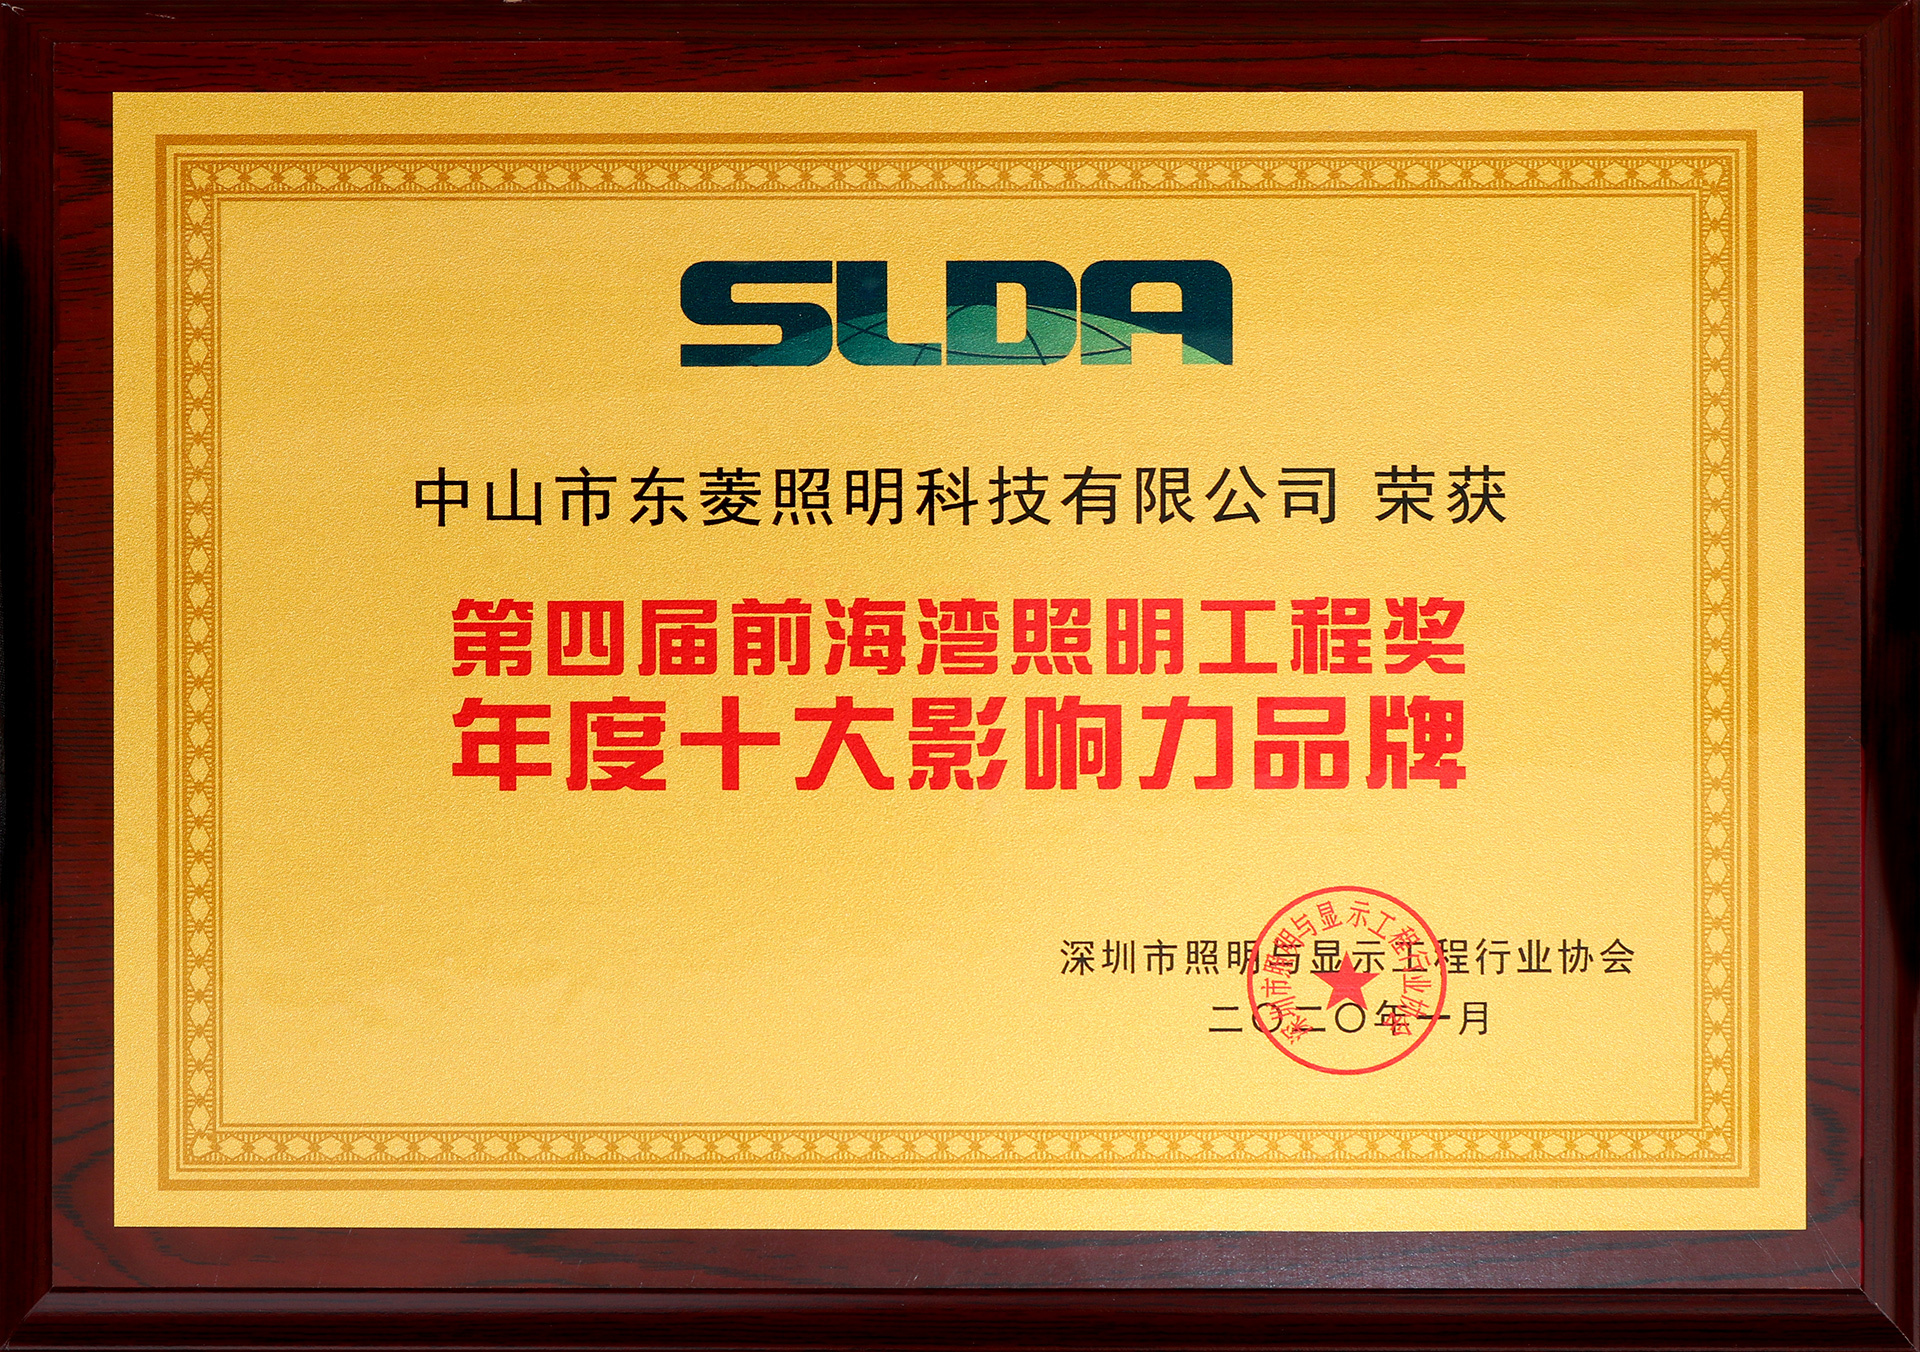 SLDA
中山市东菱照明科技有限公司 荣获
第四届前海湾照明工程奖
年度十大影响力品牌
深圳市照明与显示工程行业协会
二〇二〇年一月
深圳市照明与显示工程行业协会